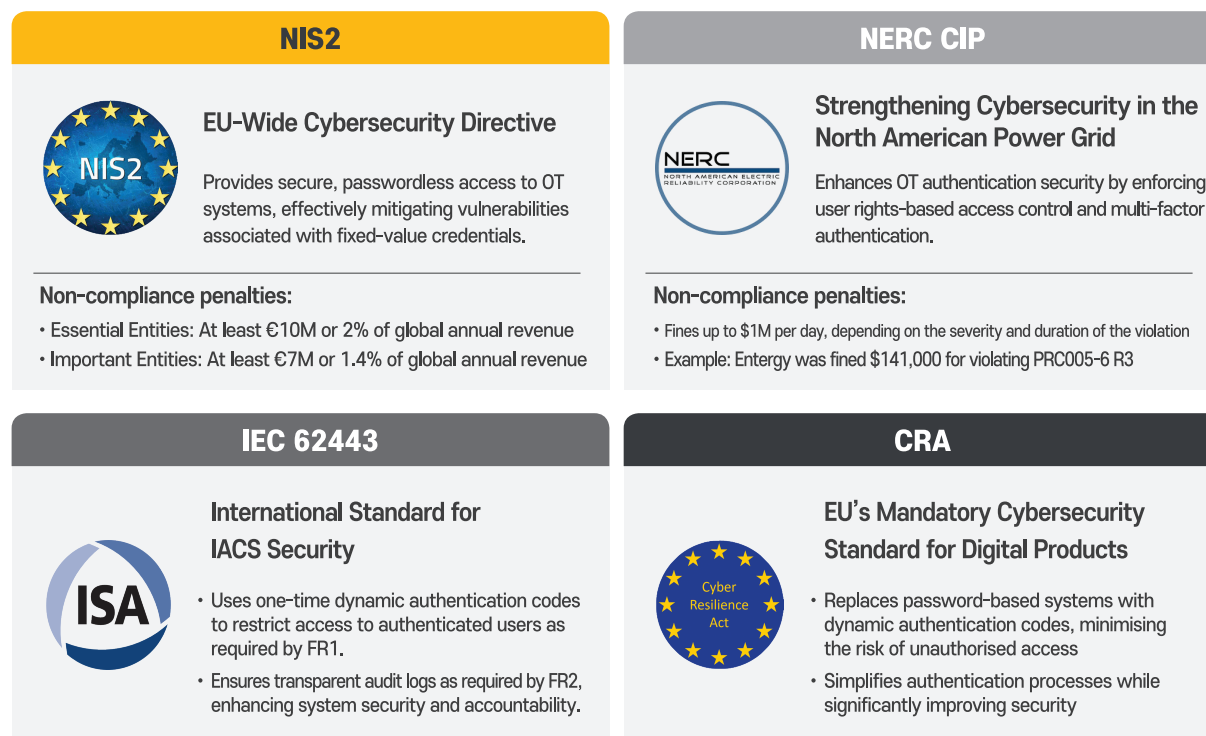 NIS2
NIS2
EU-Wide Cybersecurity Directive
Provides secure, passwordless access to OT
systems, effectively mitigating vulnerabilities
associated with fixed-value credentials.
Non-compliance penalties:
• Essential Entities: At least €10M or 2% of global annual revenue
• Important Entities: At least €7M or 1.4% of global annual revenue
NERC CIP
NERC
NORTH AMERICAN ELECTRIC
RELIABILITY CORPORATION
Strengthening Cybersecurity in the
North American Power Grid
Enhances OT authentication security by enforcing
user rights-based access control and multi-factor
authentication.
Non-compliance penalties:
• Fines up to $1M per day, depending on the severity and duration of the violation
• Example: Entergy was fined $141,000 for violating PRC005-6 R3
IEC 62443
ISA
International Standard for
IACS Security
• Uses one-time dynamic authentication codes
to restrict access to authenticated users as
required by FR1.
• Ensures transparent audit logs as required by FR2,
enhancing system security and accountability.
CRA
Cyber
Resilience
Act
EU's Mandatory Cybersecurity
Standard for Digital Products
• Replaces password-based systems with
dynamic authentication codes, minimising
the risk of unauthorised access
• Simplifies authentication processes while
significantly improving security